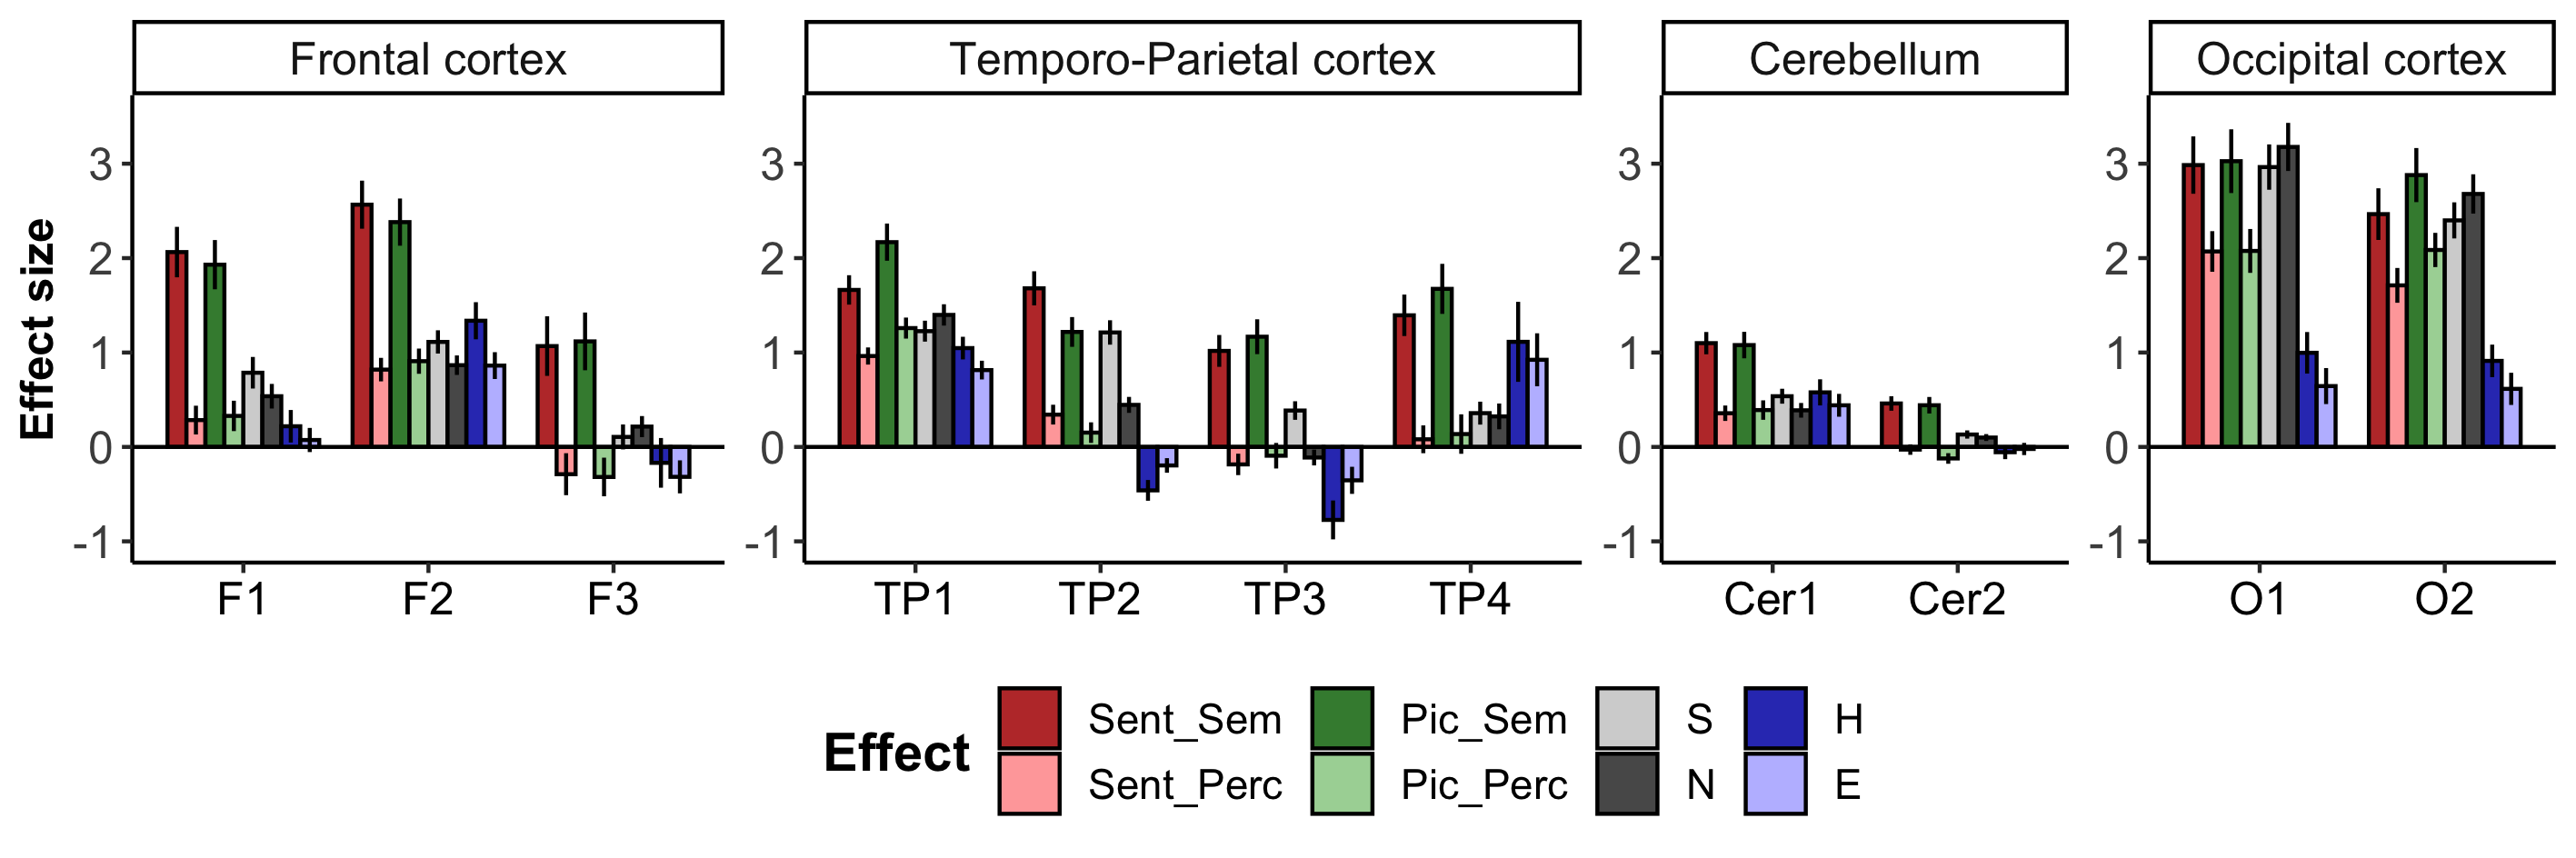 Frontal cortex
Temporo-Parietal cortex
Cerebellum
Occipital cortex
Effect size
3
2
1
0
-1
3
2
1
0
-1
3
2
1
0
-1
3
2
1
0
-1
F1 F2 F3
TP1 TP2 TP3 TP4
Cer1 Cer2
O1 O2
Effect
Sent_Sem Pic_Sem S H
Sent_Perc Pic_Perc N E